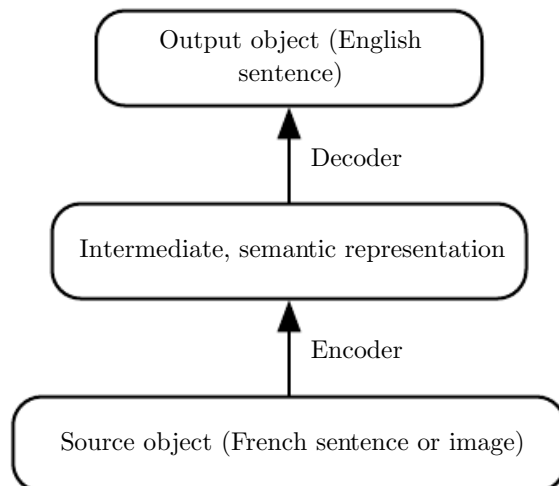 Output object (English
sentence)
Decoder
Intermediate, semantic representation
Encoder
Source object (French sentence or image)